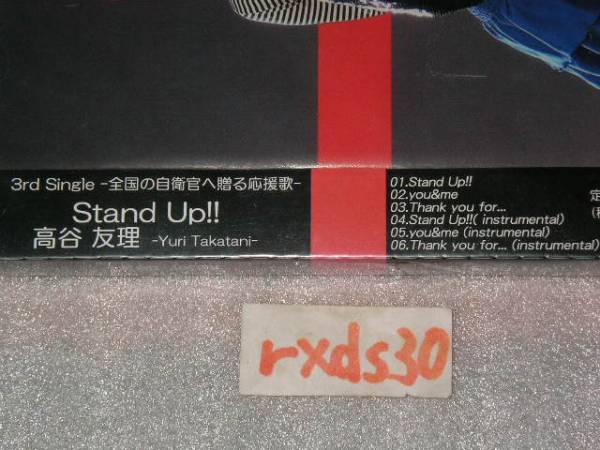 3rd Single -全国の自衛官へ贈る応援歌-
Stand Up!!
高谷 友理 -Yuri Takatani-
01.Stand Up!!
02.you&me
03.Thank you for...
04.Stand Up!!( instrumental)
05.you&me (instrumental)
06.Thank you for... (instrumental)
定
rxds30